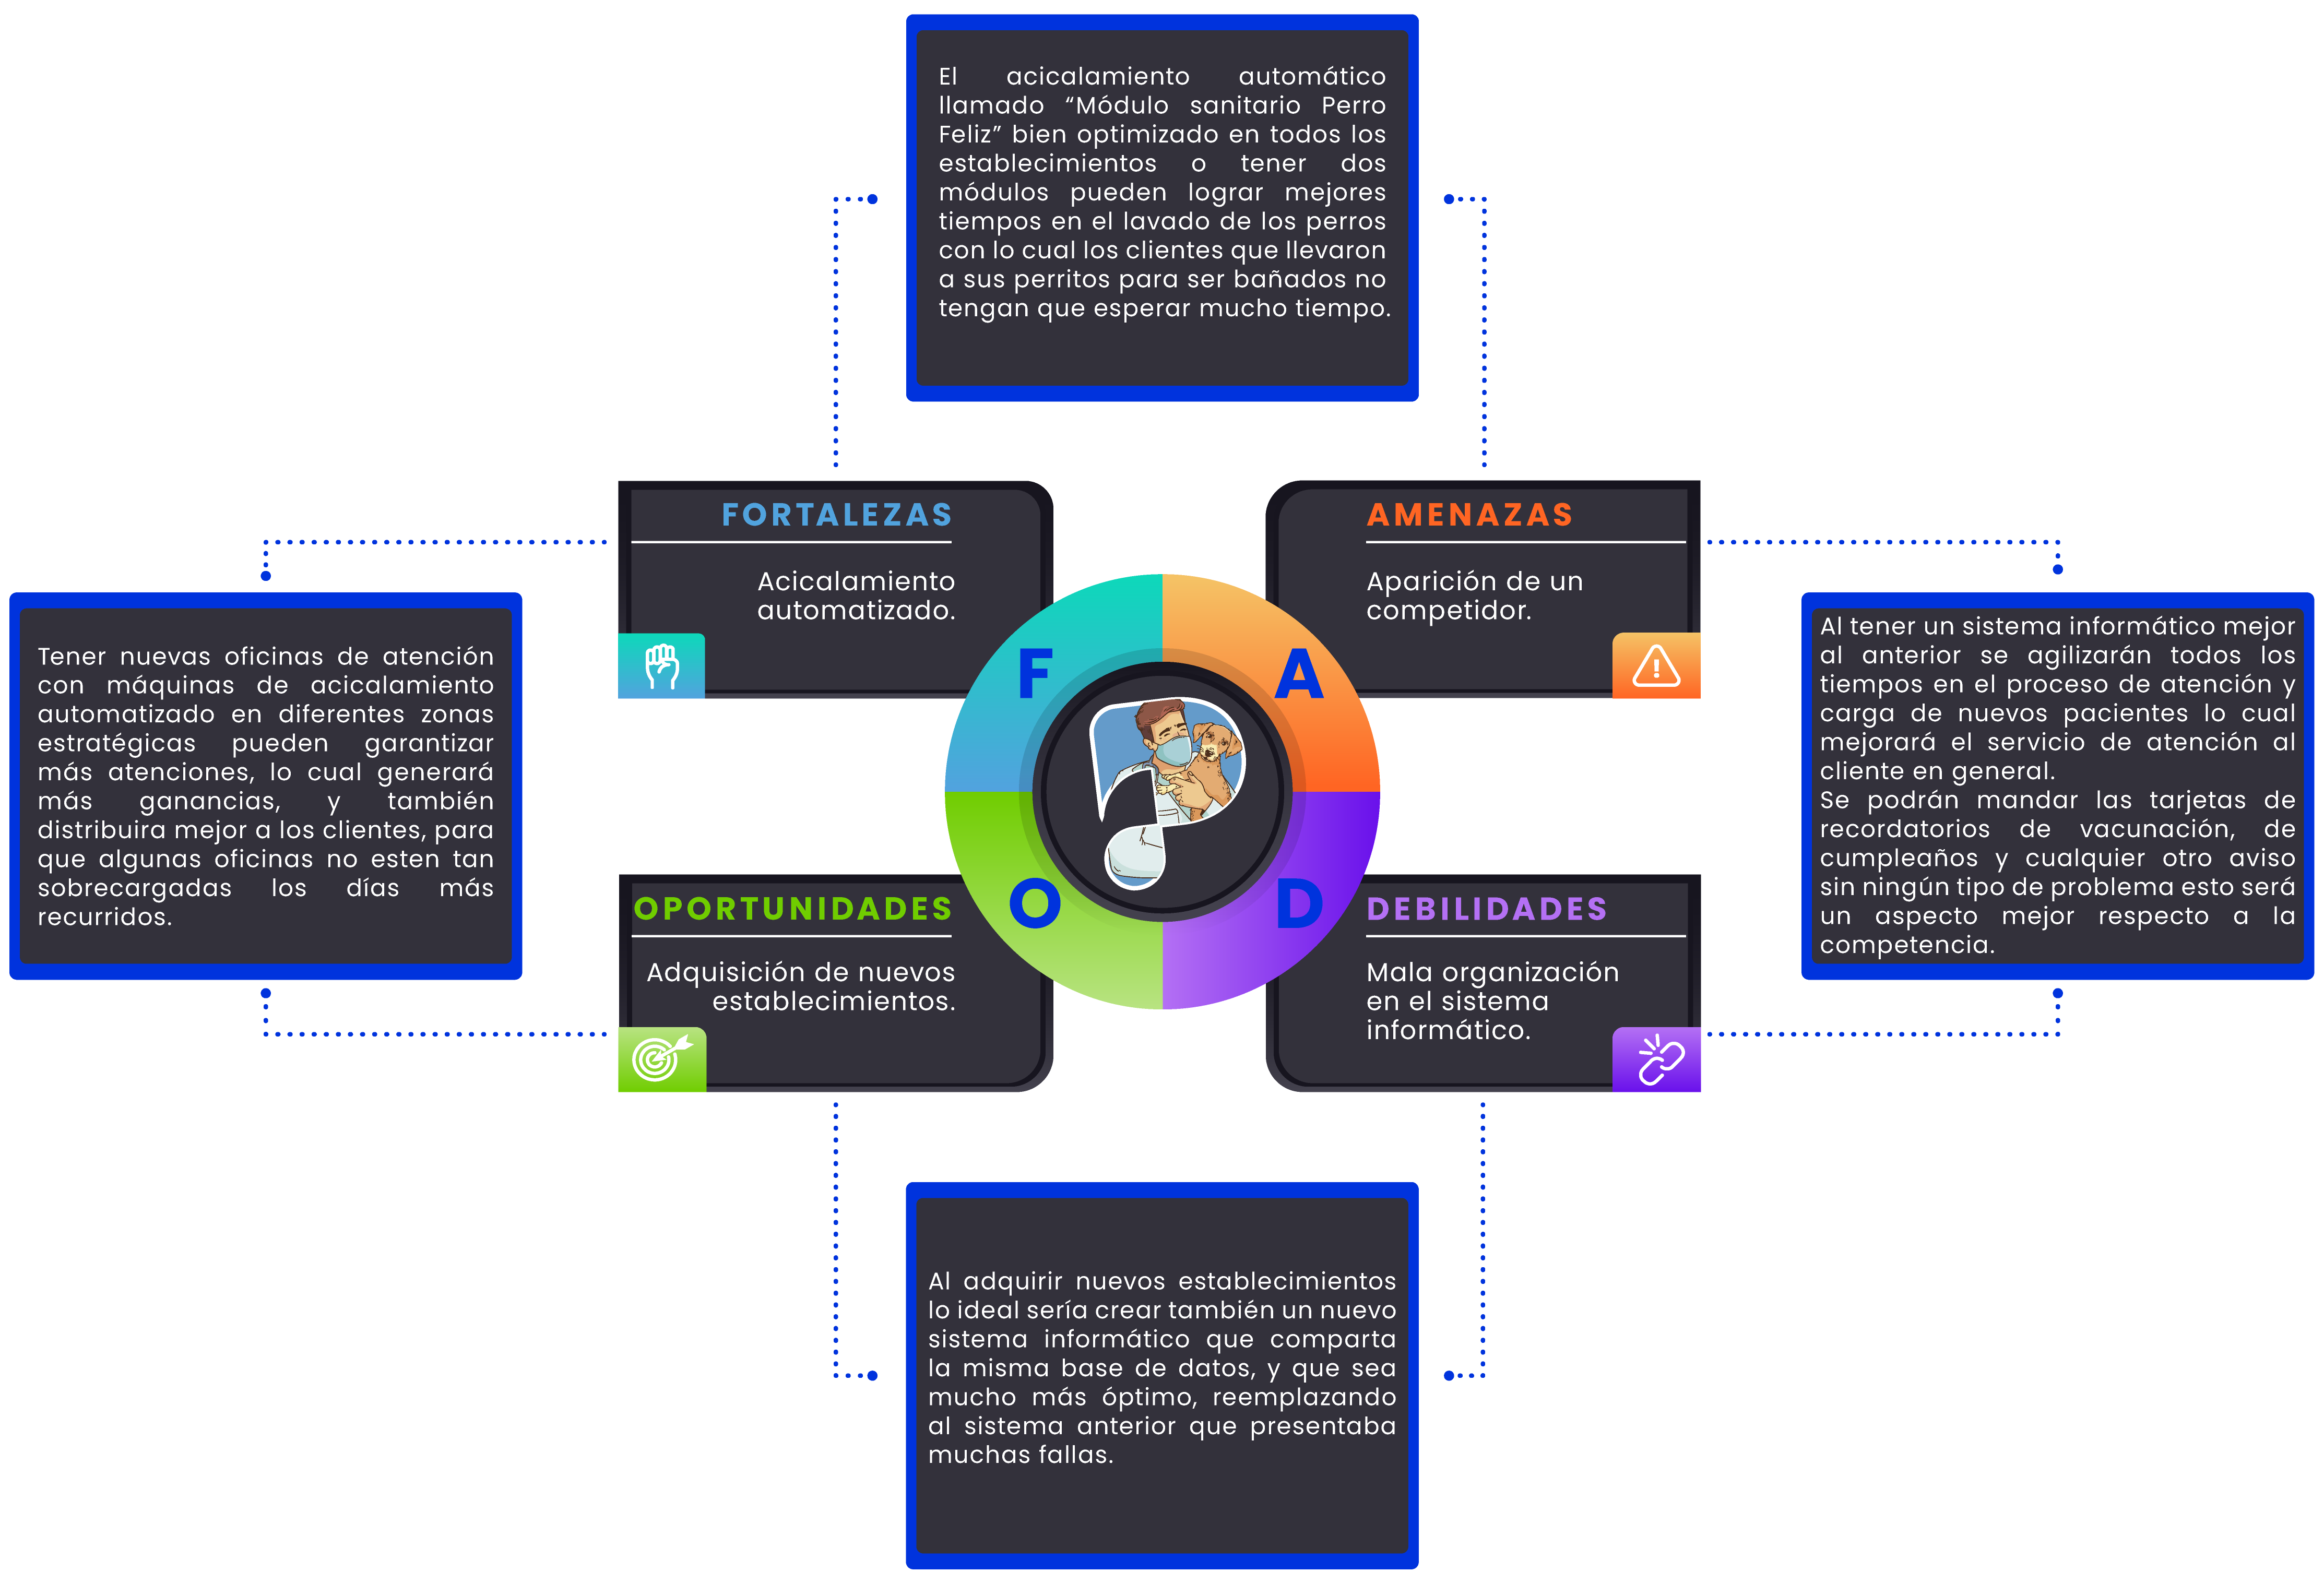 El acicalamiento automático
llamado “Módulo sanitario Perro
Feliz” bien optimizado en todos los
establecimientos o tener dos
módulos pueden lograr mejores
tiempos en el lavado de los perros
con lo cual los clientes que llevaron
a sus perritos para ser bañados no
tengan que esperar mucho tiempo.
FORTALEZAS
Acicalamiento
automatizado.
AMENAZAS
Aparición de un
competidor.
Tener nuevas oficinas de atención
con máquinas de acicalamiento
automatizado en diferentes zonas
estratégicas pueden garantizar
más atenciones, lo cual generará
más ganancias, y también
distribuira mejor a los clientes, para
que algunas oficinas no esten tan
sobrecargadas los días más
recurridos.
F
A
O
D
Al tener un sistema informático mejor
al anterior se agilizarán todos los
tiempos en el proceso de atención y
carga de nuevos pacientes lo cual
mejorará el servicio de atención al
cliente en general.
Se podrán mandar las tarjetas de
recordatorios de vacunación, de
cumpleaños y cualquier otro aviso
sin ningún tipo de problema esto será
un aspecto mejor respecto a la
competencia.
OPORTUNIDADES
Adquisición de nuevos
establecimientos.
DEBILIDADES
Mala organización
en el sistema
informático.
Al adquirir nuevos establecimientos
lo ideal sería crear también un nuevo
sistema informático que comparta
la misma base de datos, y que sea
mucho más óptimo, reemplazando
al sistema anterior que presentaba
muchas fallas.